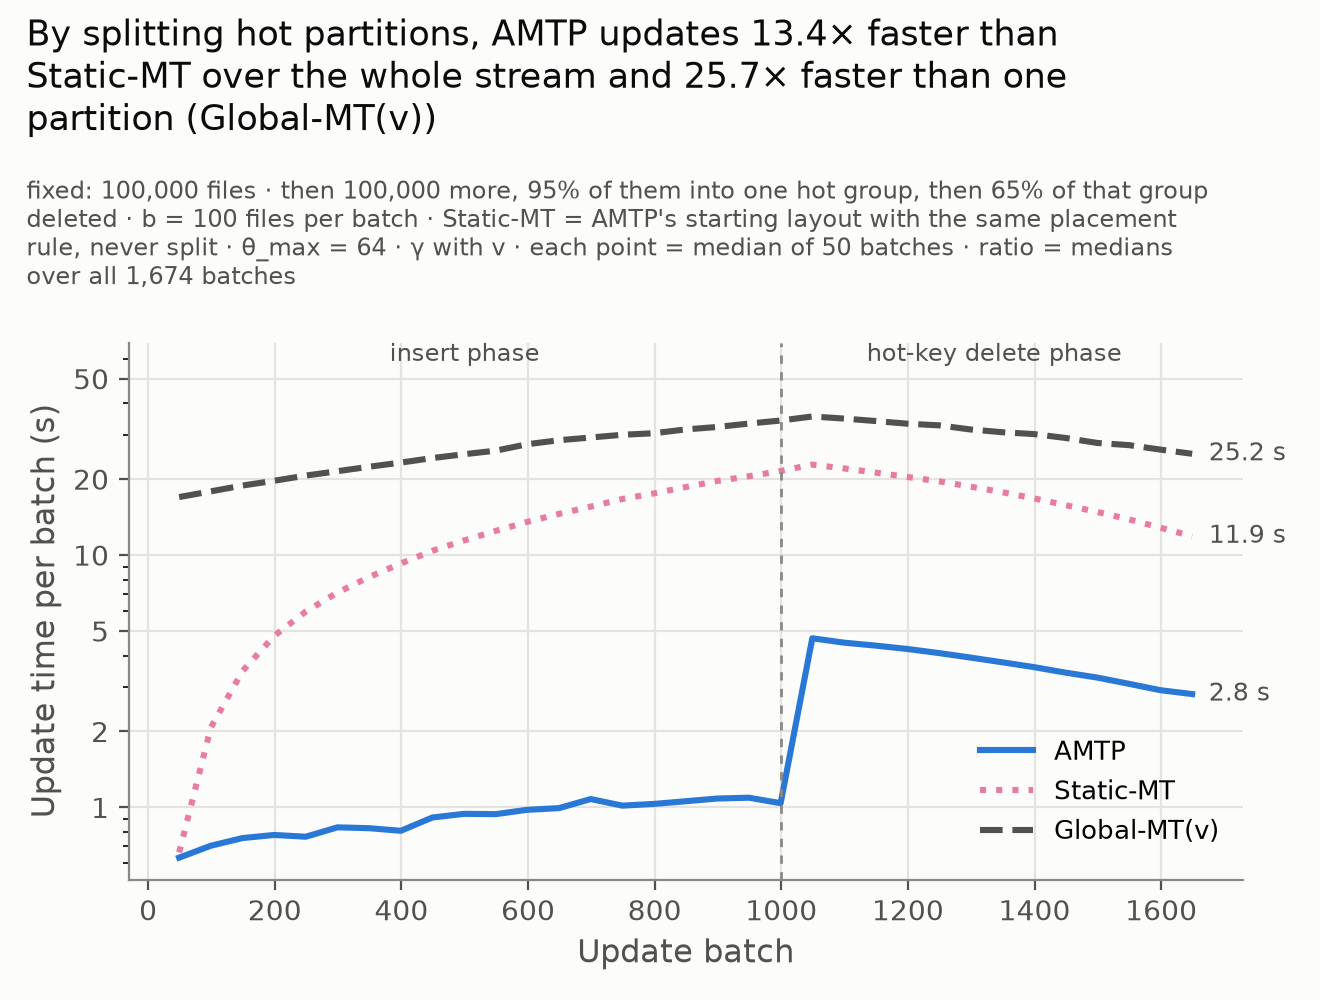 By splitting hot partitions, AMTP updates 13.4× faster than
Static-MT over the whole stream and 25.7× faster than one
partition (Global-MT(v))
fixed: 100,000 files · then 100,000 more, 95% of them into one hot group, then 65% of that group
deleted · b = 100 files per batch · Static-MT = AMTP's starting layout with the same placement
rule, never split · θ_max = 64 · γ with v · each point = median of 50 batches · ratio = medians
over all 1,674 batches
insert phase
hot-key delete phase
50
20
10
5
2
1
Update time per batch (s)
25.2 s
11.9 s
2.8 s
AMTP
Static-MT
Global-MT(v)
0
200
400
600
800
1000
1200
1400
1600
Update batch